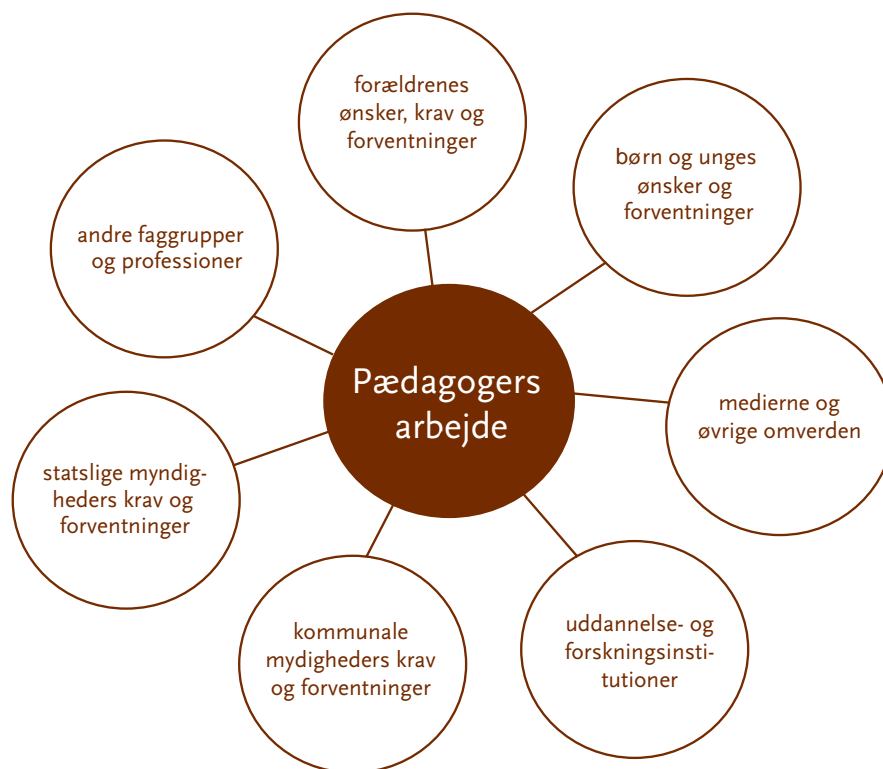 forældrenes
ønsker, krav og
forventninger
børn og unges
ønsker og
forventninger
andre faggrupper
og professioner
Pædagogers
arbejde
medierne og
øvrige omverden
statslige myndig-
heders krav og
forventninger
kommunale
mydigheders krav
og forventninger
uddannelse- og
forskningsinsti-
tutioner